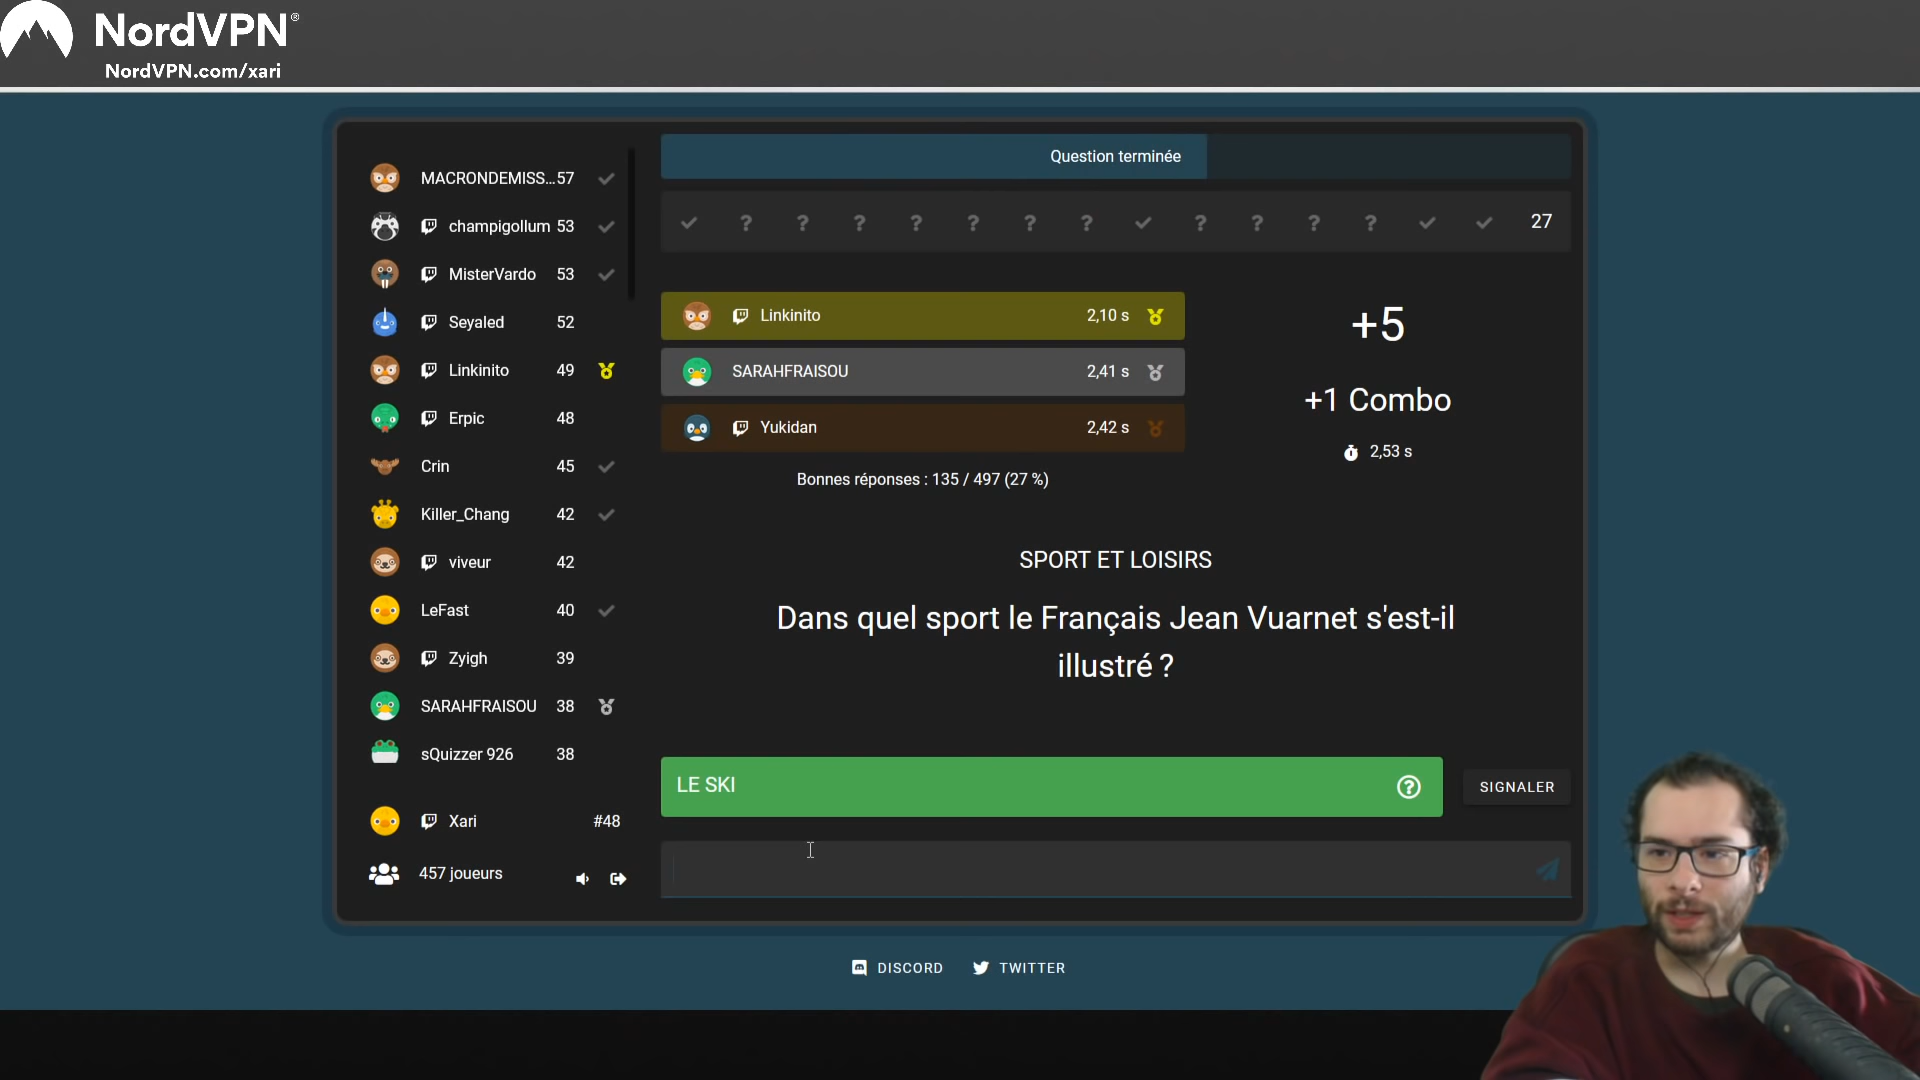 NordVPN®
NordVPN.com/xari
MACRONDEMISS...57
champigollum 53
MisterVardo 53
Seyaled 52
Linkinito 49
Erpic 48
Crin 45
Killer_Chang 42
viveur 42
LeFast 40
Zyigh 39
SARAHFRAISOU 38
sQuizzer 926 38
Xari #48
457 joueurs
Question terminée
? ? ? ? ? ? ? ? ? ? ? 27
Linkinito 2,10 s
SARAHFRAISOU 2,41 s
Yukidan 2,42 s
Bonnes réponses : 135 / 497 (27 %)
+5
+1 Combo
2,53 s
SPORT ET LOISIRS
Dans quel sport le Français Jean Vuarnet s'est-il
illustré ?
LE SKI ?
SIGNALER
DISCORD TWITTER